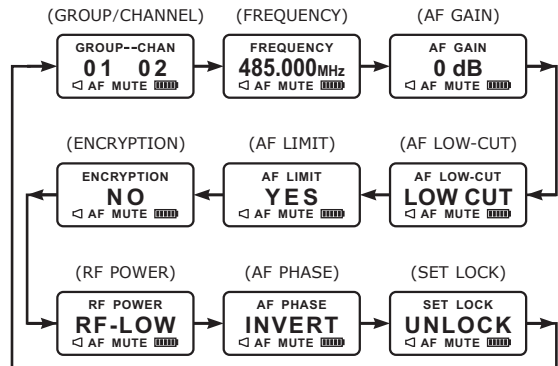 (GROUP/CHANNEL) (FREQUENCY) (AF GAIN)
GROUP--CHAN FREQUENCY AF GAIN
01 02 485.000MHz 0 dB
AF MUTE AF MUTE AF MUTE
(ENCRYPTION) (AF LIMIT) (AF LOW-CUT)
ENCRYPTION AF LIMIT AF LOW-CUT
NO YES LOW CUT
AF MUTE AF MUTE AF MUTE
(RF POWER) (AF PHASE) (SET LOCK)
RF POWER AF PHASE SET LOCK
RF-LOW INVERT UNLOCK
AF MUTE AF MUTE AF MUTE